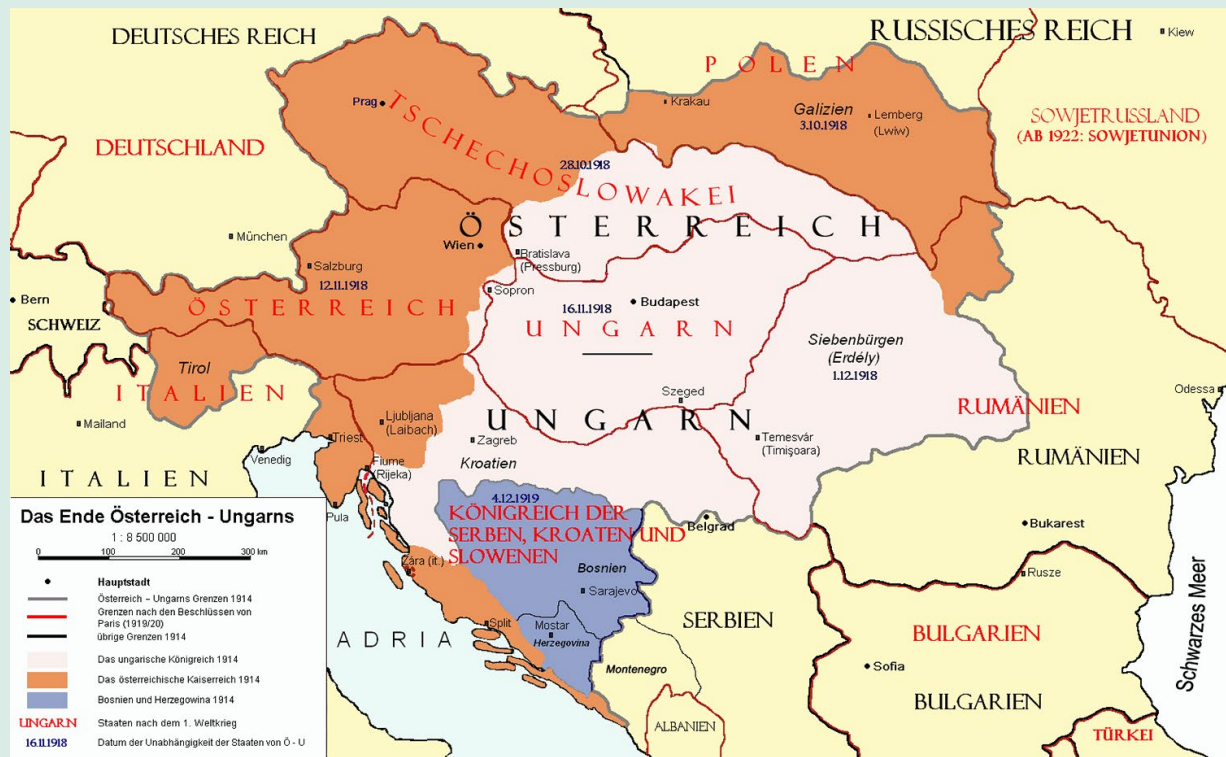 DEUTSCHES REICH
RUSSISCHES REICH
Kiew
POLEN
Prag
Krakau
Galizien
3.10.1918
Lemberg
(Lwiw)
SOWJETRUSSLAND
(AB 1922: SOWJETUNION)
DEUTSCHLAND
TSCHECHOSLOWAKEI
28.10.1918
ÖSTERREICH
München
Wien
Bratislava
(Pressburg)
Salzburg
12.11.1918
Sopron
Bern
ÖSTERREICH
16.11.1918
Budapest
SCHWEIZ
UNGARN
Siebenbürgen
(Erdély)
1.12.1918
Tirol
ITALIEN
Odessa
Mailand
Szeged
RUMÄNIEN
Ljubljana
(Laibach)
UNGARN
Triest
Zagreb
Temesvár
(Timişoara)
Venedig
Kroatien
RUMÄNIEN
Fiume
(Rijeka)
ITALIEN
4.12.1919
Pula
KÖNIGREICH DER
SERBEN, KROATEN UND
SLOWENEN
Belgrad
Bukarest
Zára (it.)
Bosnien
Sarajevo
Rusze
Schwarzes Meer
Split
Mostar
Herzegovina
SERBIEN
ADRIA
BULGARIEN
Montenegro
Sofia
BULGARIEN
ALBANIEN
TÜRKEI
Das Ende Österreich - Ungarns
1 : 8 500 000
0 100 200 300 km
Hauptstadt
Österreich - Ungarns Grenzen 1914
Grenzen nach den Beschlüssen von
Paris (1919/20)
übrige Grenzen 1914
Das ungarische Königreich 1914
Das österreichische Kaiserreich 1914
Bosnien und Herzegowina 1914
UNGARN Staaten nach dem 1. Weltkrieg
16.11.1918 Datum der Unabhängigkeit der Staaten von Ö - U